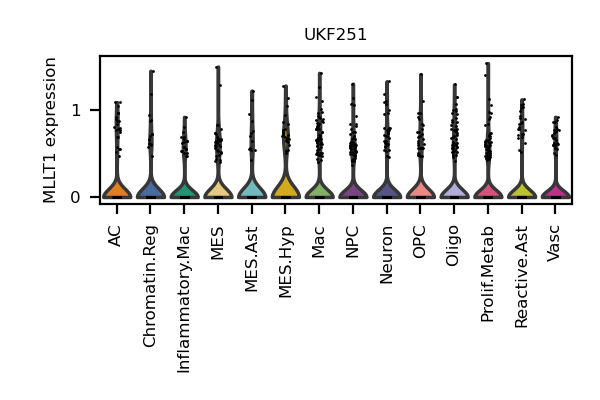 UKF251
MLLT1 expression
1
0
AC
Chromatin.Reg
Inflammatory.Mac
MES
MES.Ast
MES.Hyp
Mac
NPC
Neuron
OPC
Oligo
Prolif.Metab
Reactive.Ast
Vasc